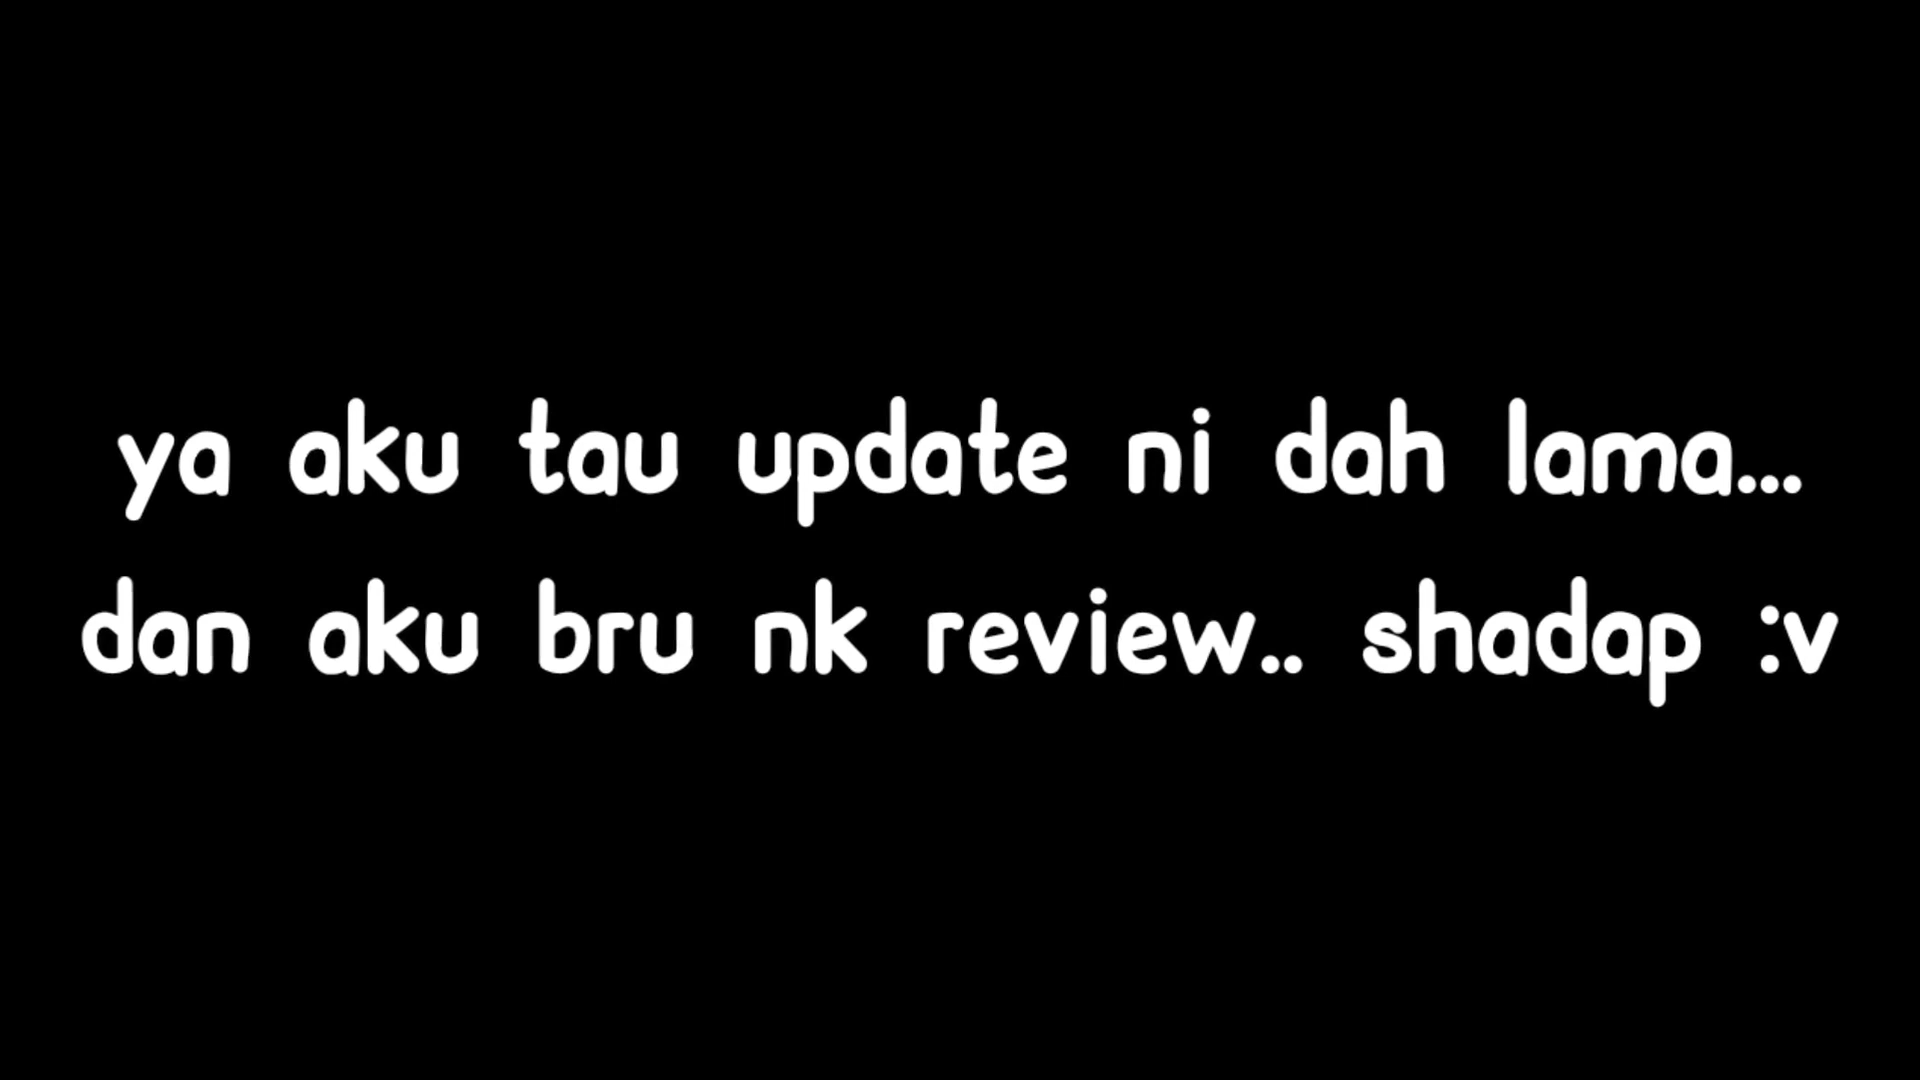 ya aku tau update ni dah lama...
dan aku bru nk review.. shadap :v